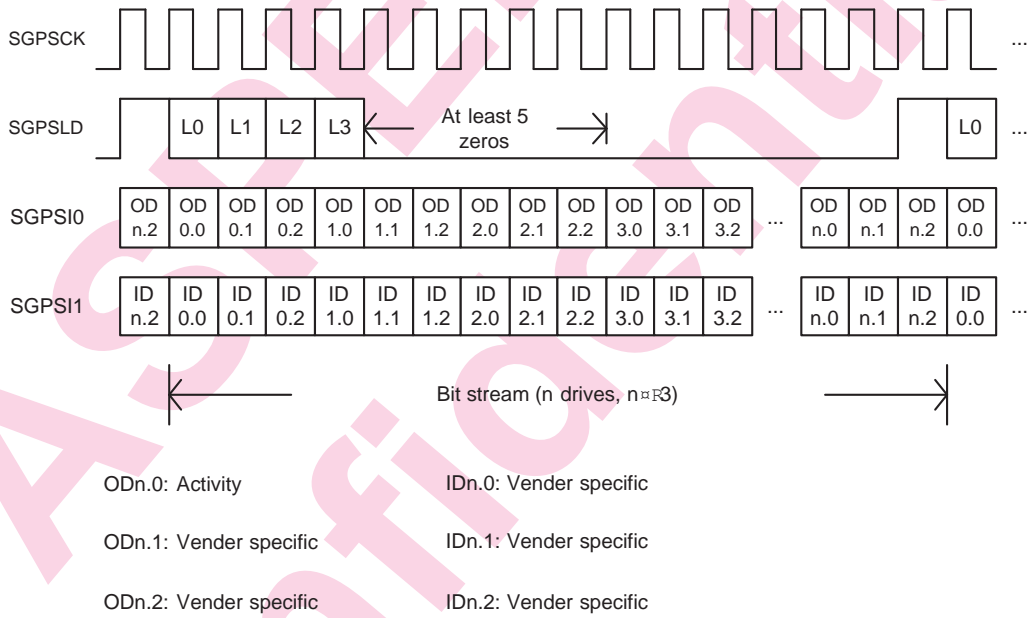 SGPSCK ...
SGPSLD L0 L1 L2 L3 At least 5 zeros L0 ...
SGPSI0 OD n.2 OD 0.0 OD 0.1 OD 0.2 OD 1.0 OD 1.1 OD 1.2 OD 2.0 OD 2.1 OD 2.2 OD 3.0 OD 3.1 OD 3.2 ... OD n.0 OD n.1 OD n.2 OD 0.0 ...
SGPSI1 ID n.2 ID 0.0 ID 0.1 ID 0.2 ID 1.0 ID 1.1 ID 1.2 ID 2.0 ID 2.1 ID 2.2 ID 3.0 ID 3.1 ID 3.2 ... ID n.0 ID n.1 ID n.2 ID 0.0 ...
Bit stream (n drives, n¤R3)
ODn.0: Activity IDn.0: Vender specific
ODn.1: Vender specific IDn.1: Vender specific
ODn.2: Vender specific IDn.2: Vender specific